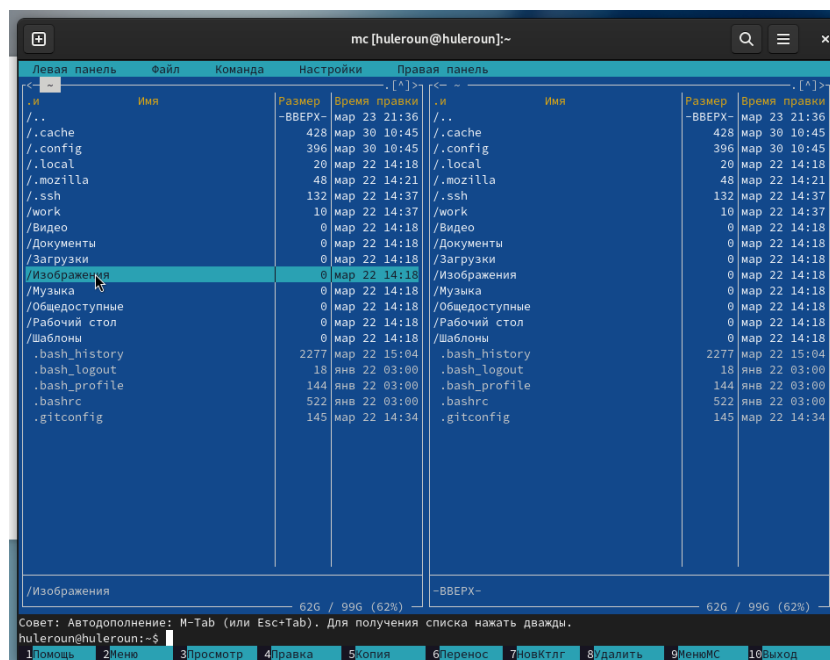 mc [huleroun@huleroun]:~
Левая панель Файл Команда Настройки Правая панель
<— ~ .[^]> <— ~ .[^]>
.и Имя Размер Время правки .и Имя Размер Время правки
/.. -ВВЕРХ- мар 23 21:36 /.. -ВВЕРХ- мар 23 21:36
/.cache 428 мар 30 10:45 /.cache 428 мар 30 10:45
/.config 396 мар 30 10:45 /.config 396 мар 30 10:45
/.local 20 мар 22 14:18 /.local 20 мар 22 14:18
/.mozilla 48 мар 22 14:21 /.mozilla 48 мар 22 14:21
/.ssh 132 мар 22 14:37 /.ssh 132 мар 22 14:37
/work 10 мар 22 14:37 /work 10 мар 22 14:37
/Видео 0 мар 22 14:18 /Видео 0 мар 22 14:18
/Документы 0 мар 22 14:18 /Документы 0 мар 22 14:18
/Загрузки 0 мар 22 14:18 /Загрузки 0 мар 22 14:18
/Изображения 0 мар 22 14:18 /Изображения 0 мар 22 14:18
/Музыка 0 мар 22 14:18 /Музыка 0 мар 22 14:18
/Общедоступные 0 мар 22 14:18 /Общедоступные 0 мар 22 14:18
/Рабочий стол 0 мар 22 14:18 /Рабочий стол 0 мар 22 14:18
/Шаблоны 0 мар 22 14:18 /Шаблоны 0 мар 22 14:18
.bash_history 2277 мар 22 15:04 .bash_history 2277 мар 22 15:04
.bash_logout 18 янв 22 03:00 .bash_logout 18 янв 22 03:00
.bash_profile 144 янв 22 03:00 .bash_profile 144 янв 22 03:00
.bashrc 522 янв 22 03:00 .bashrc 522 янв 22 03:00
.gitconfig 145 мар 22 14:34 .gitconfig 145 мар 22 14:34
/Изображения -ВВЕРХ-
62G / 99G (62%) 62G / 99G (62%)
Совет: Автодополнение: M-Tab (или Esc+Tab). Для получения списка нажать дважды.
huleroun@huleroun:~$
1Помощь 2Меню 3Просмотр 4Правка 5Копия 6Перенос 7НовКтлг 8Удалить 9МенюМС 10Выход